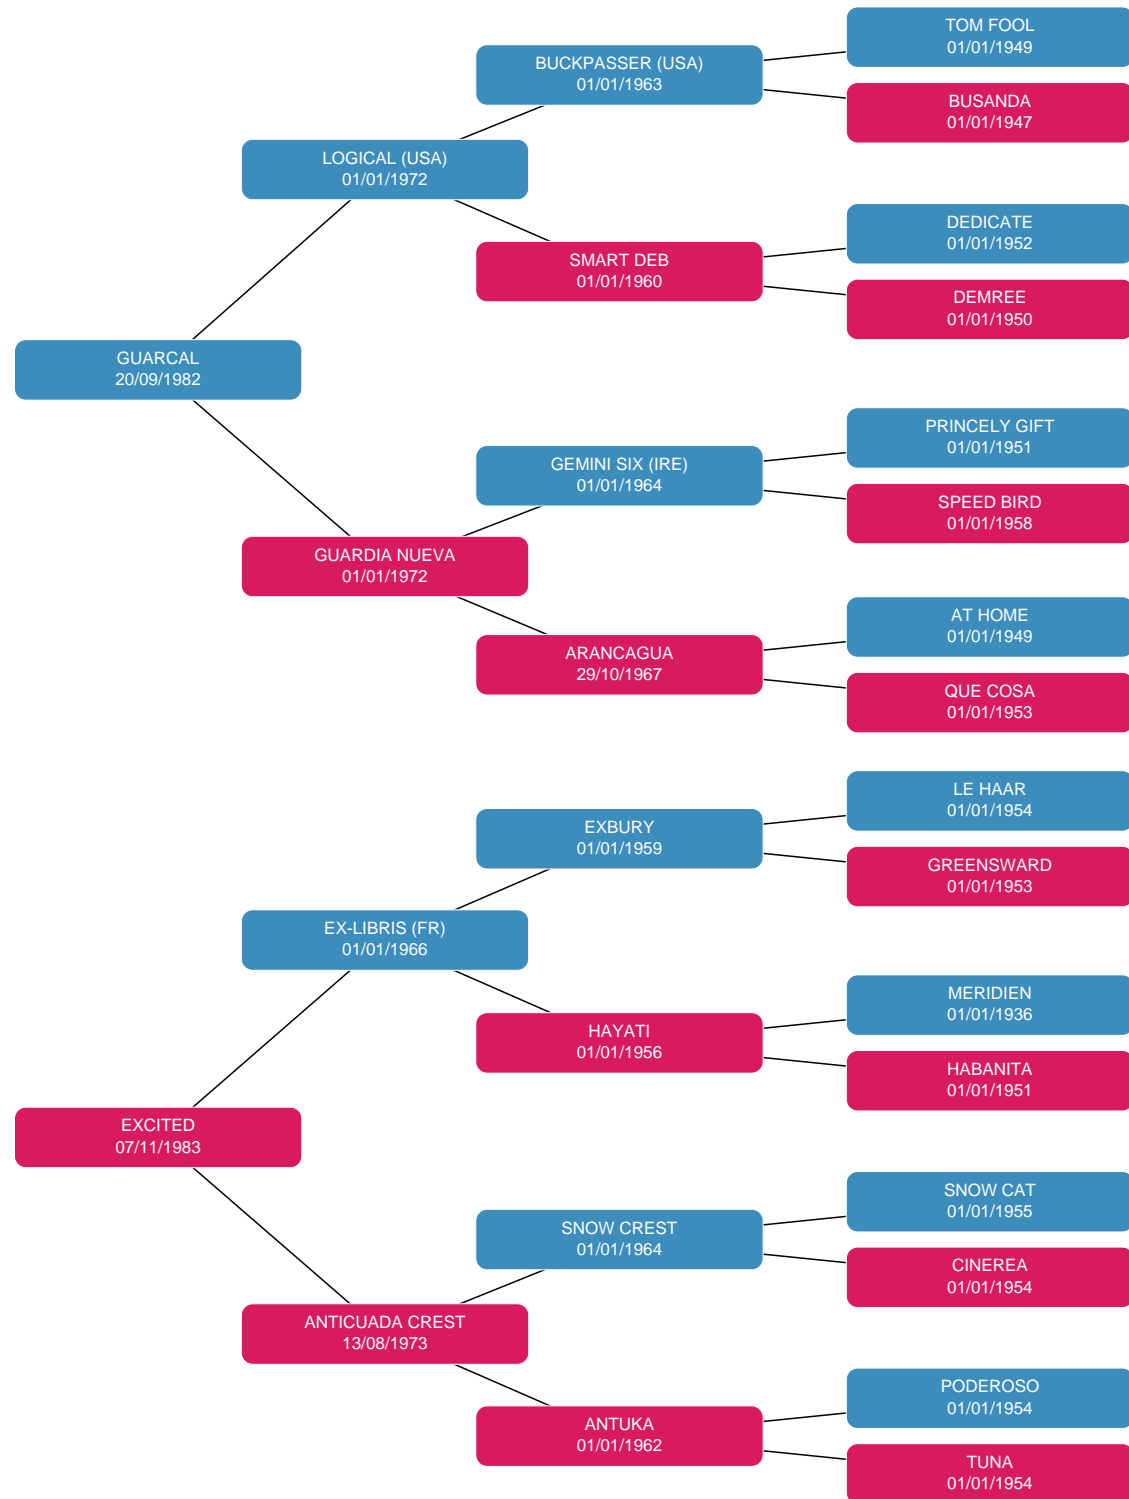 TOM FOOL
01/01/1949
BUCKPASSER (USA)
01/01/1963
BUSANDA
01/01/1947
LOGICAL (USA)
01/01/1972
DEDICATE
01/01/1952
SMART DEB
01/01/1960
DEMREE
01/01/1950
GUARCAL
20/09/1982
PRINCELY GIFT
01/01/1951
GEMINI SIX (IRE)
01/01/1964
SPEED BIRD
01/01/1958
GUARDIA NUEVA
01/01/1972
AT HOME
01/01/1949
ARANCAGUA
29/10/1967
QUE COSA
01/01/1953
LE HAAR
01/01/1954
EXBURY
01/01/1959
GREENSWARD
01/01/1953
EX-LIBRIS (FR)
01/01/1966
MERIDIEN
01/01/1936
HAYATI
01/01/1956
HABANITA
01/01/1951
EXCITED
07/11/1983
SNOW CAT
01/01/1955
SNOW CREST
01/01/1964
CINEREA
01/01/1954
ANTICUADA CREST
13/08/1973
PODEROSO
01/01/1954
ANTUKA
01/01/1962
TUNA
01/01/1954